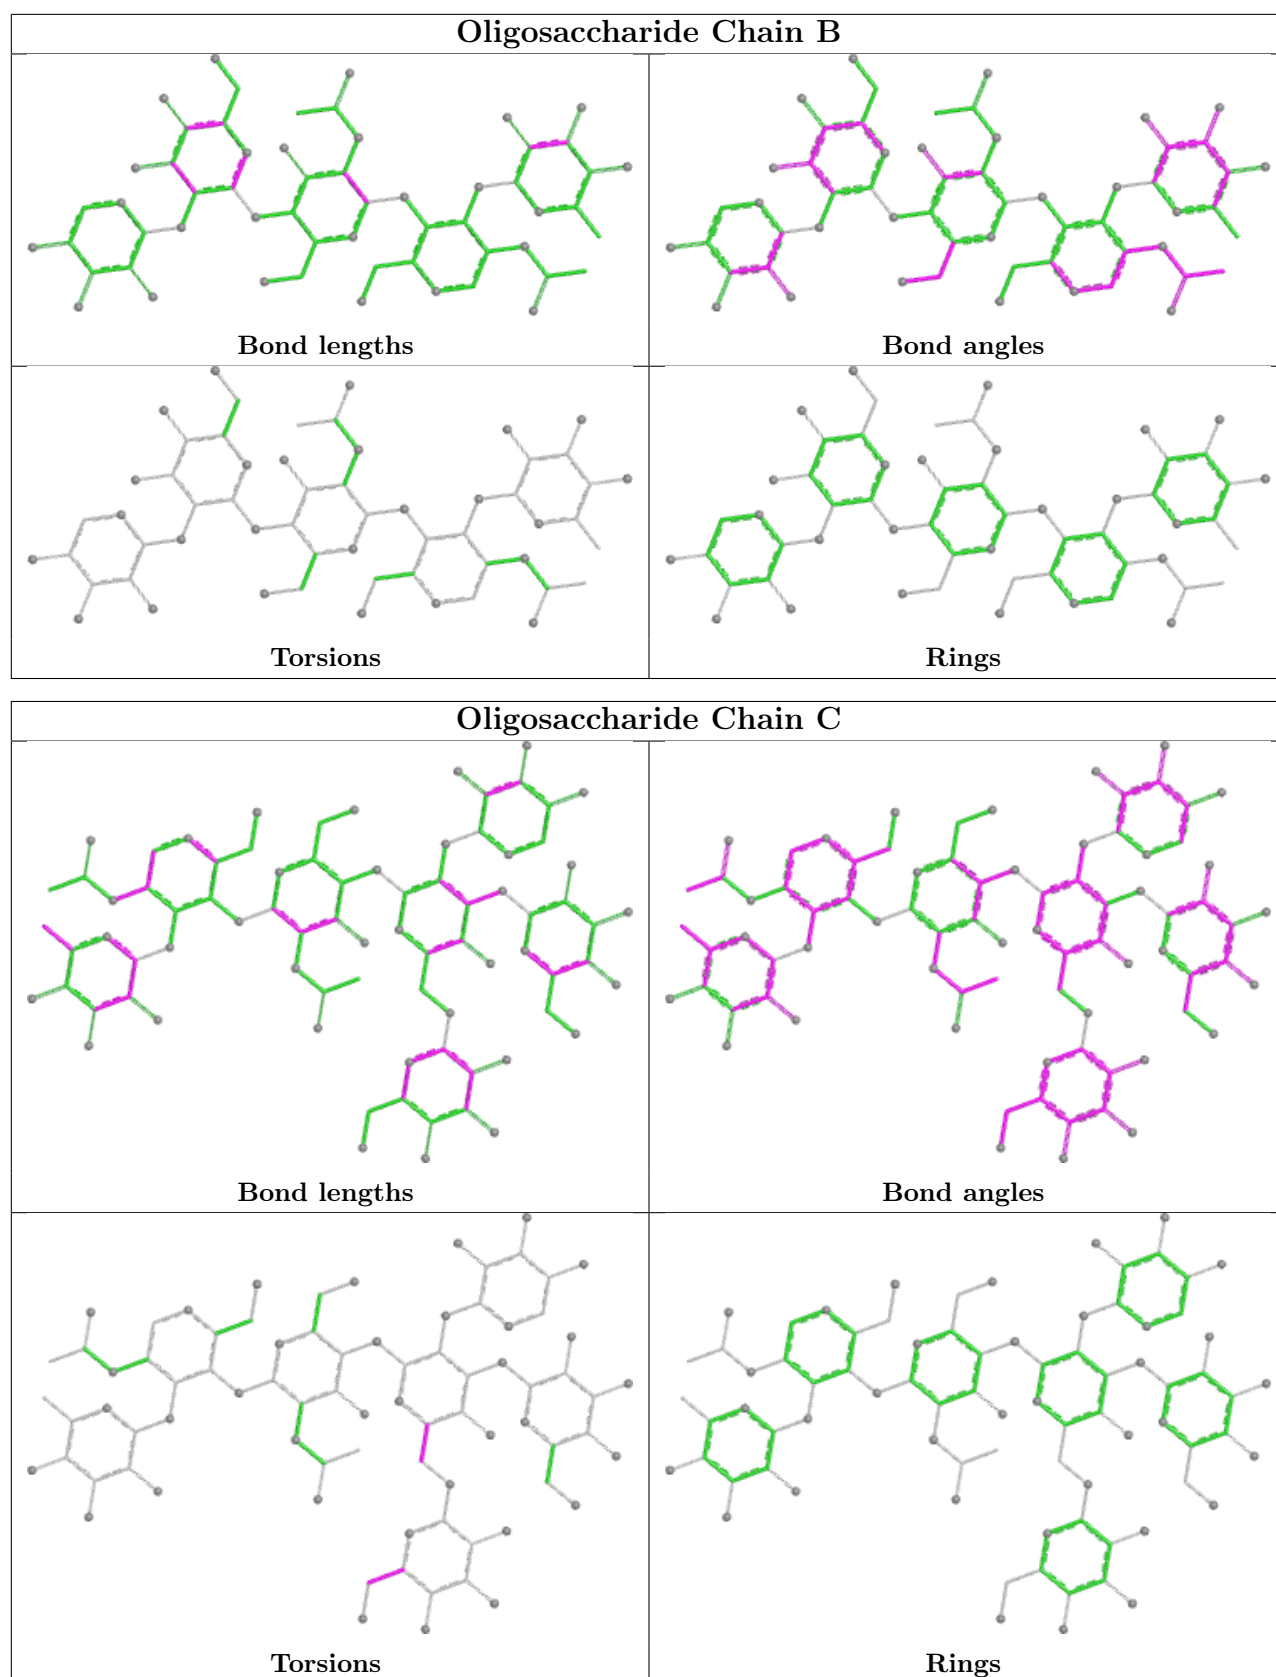 Oligosaccharide Chain B
Bond lengths
Bond angles
Torsions
Rings
Oligosaccharide Chain C
Bond lengths
Bond angles
Torsions
Rings